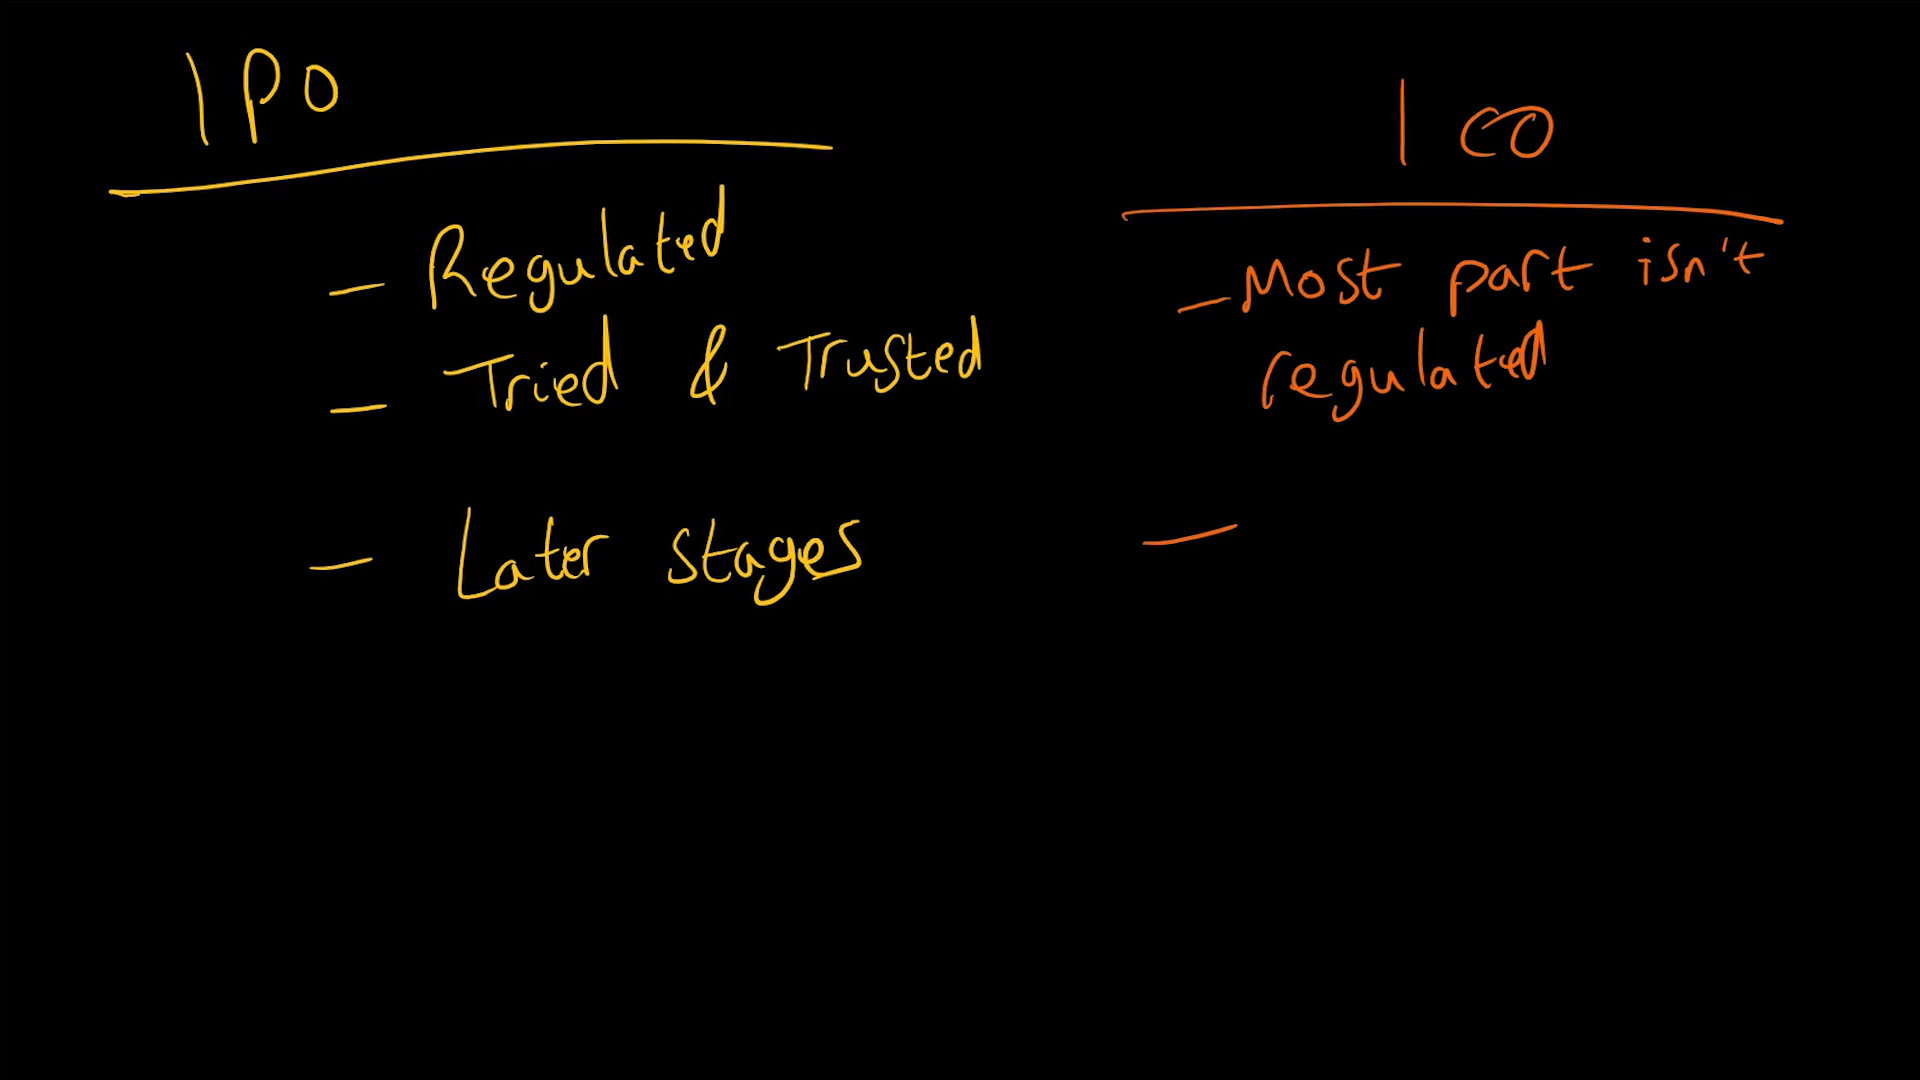 IPO
- Regulated
- Tried & Trusted
- Later stages
ICO
- Most part isn't
regulated
-